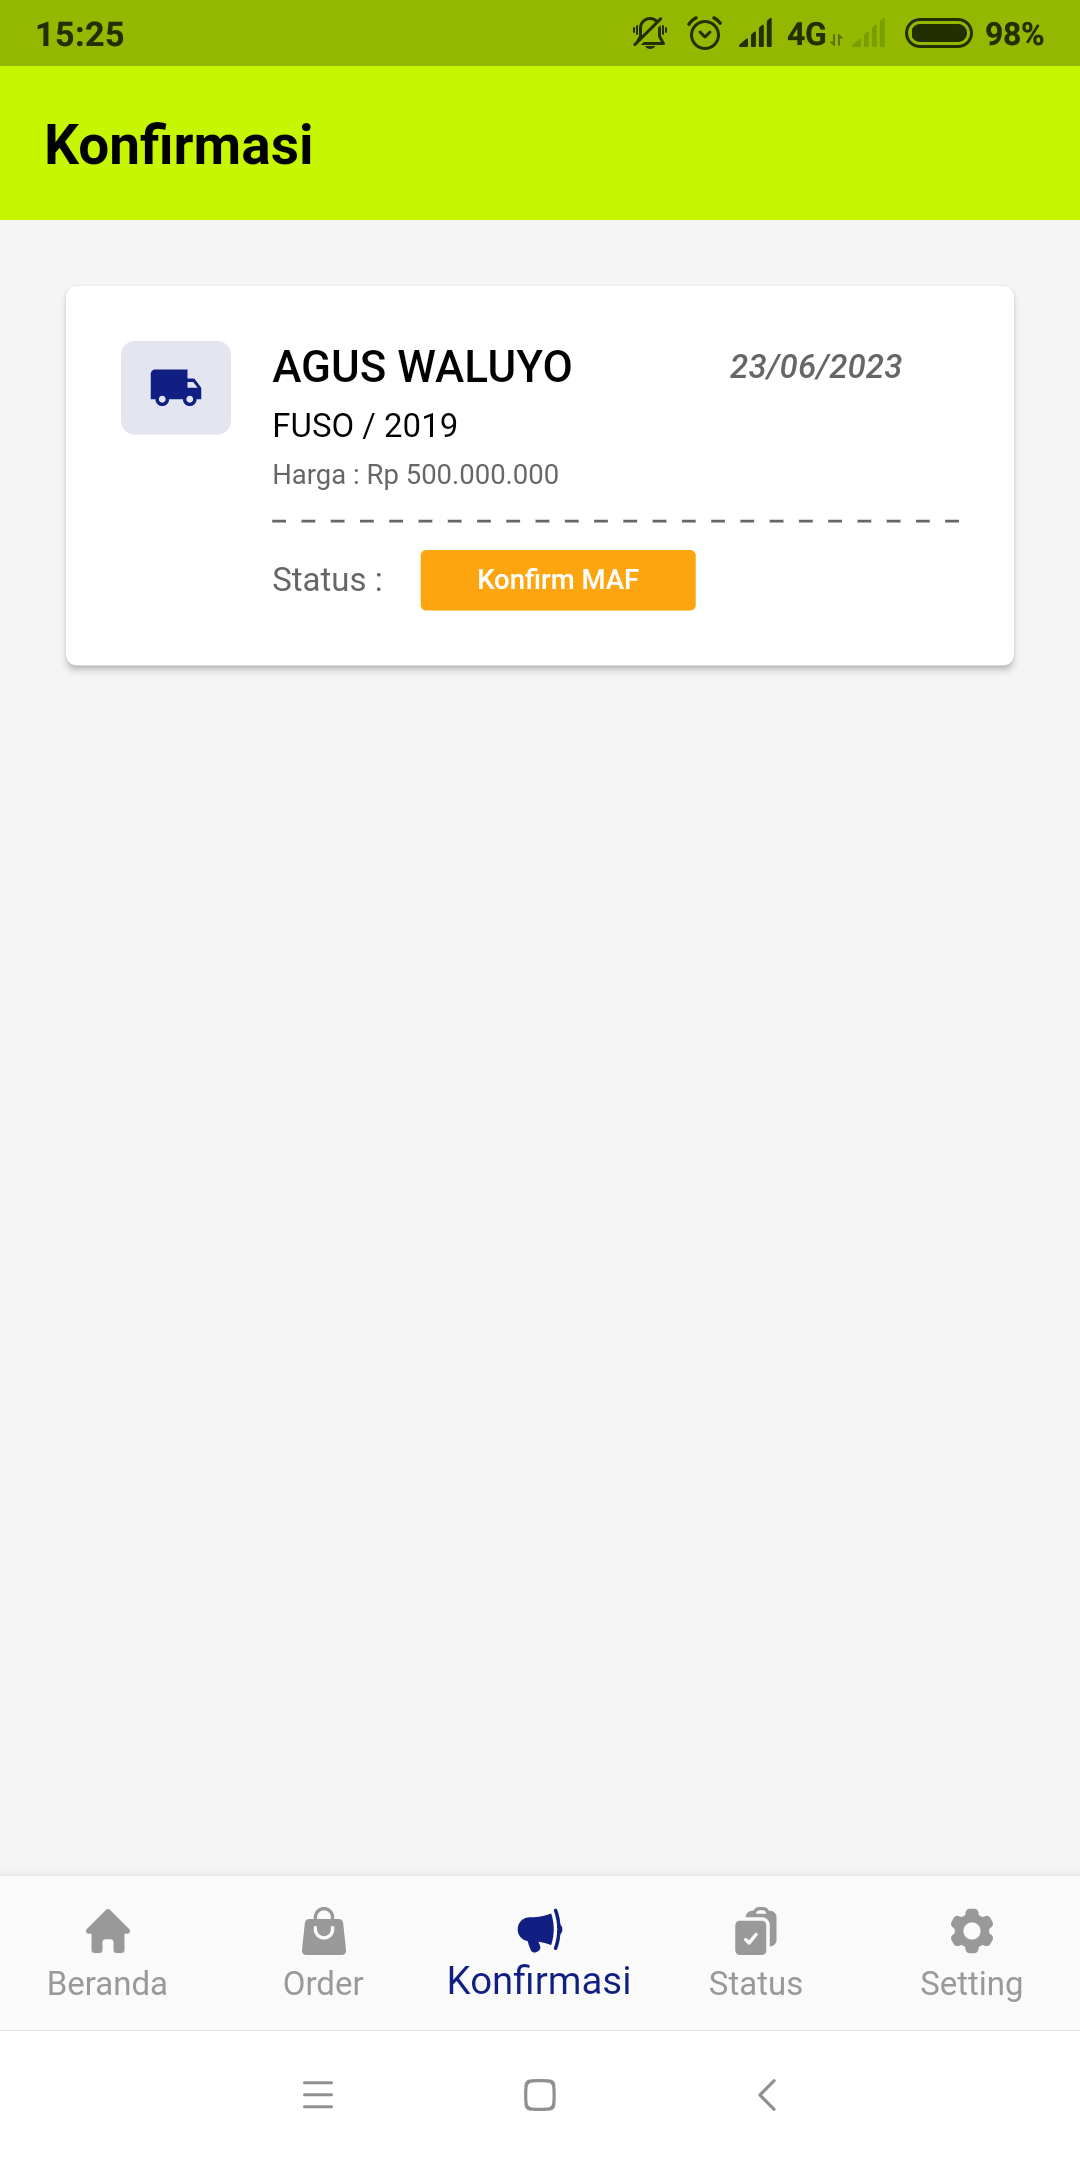 15:25 4G 98%
Konfirmasi
AGUS WALUYO 23/06/2023
FUSO / 2019
Harga : Rp 500.000.000
Status : Konfirm MAF
Beranda Order Konfirmasi Status Setting